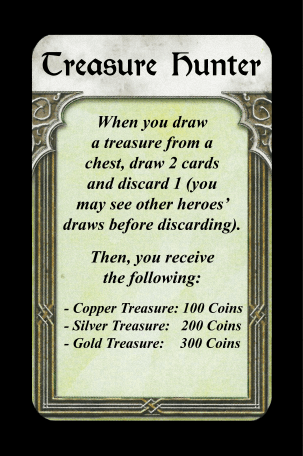 Treasure Hunter
When you draw
a treasure from a
chest, draw 2 cards
and discard 1 (you
may see other heroes’
draws before discarding).
Then, you receive
the following:
- Copper Treasure: 100 Coins
- Silver Treasure: 200 Coins
- Gold Treasure: 300 Coins